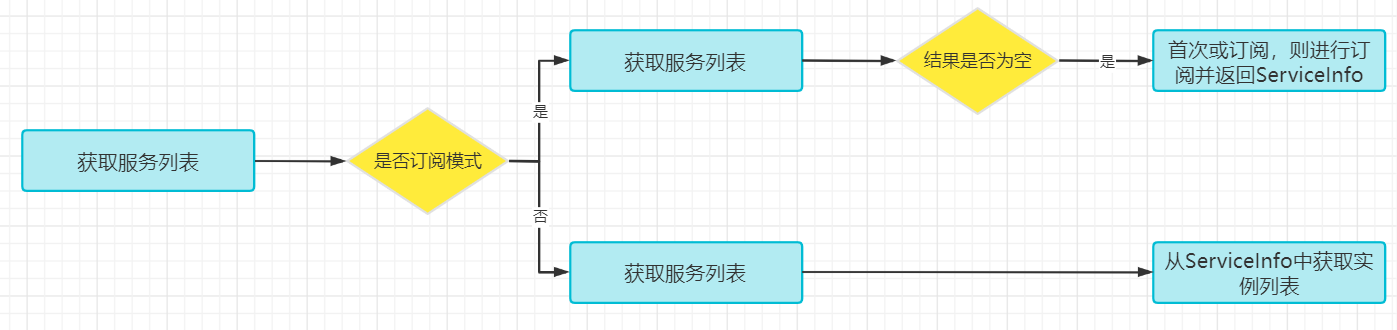 获取服务列表
是否订阅模式
是
获取服务列表
结果是否为空
是
首次或订阅，则进行订
阅并返回ServiceInfo
否
获取服务列表
从ServiceInfo中获取实
例列表